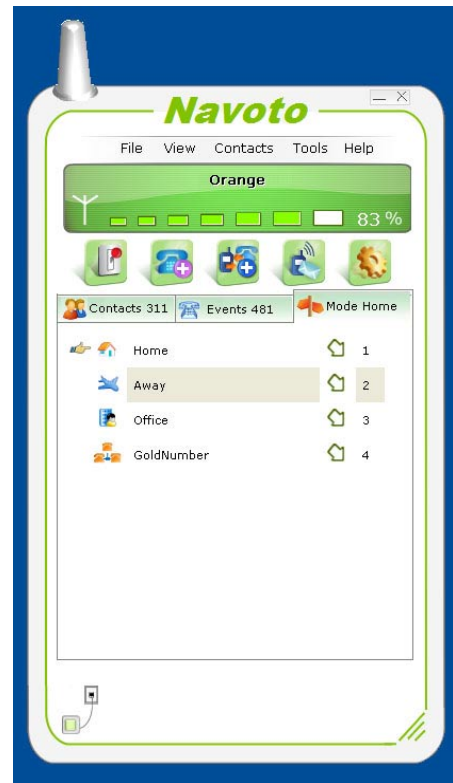 Navoto
File View Contacts Tools Help
Orange
83 %
Contacts 311 Events 481 Mode Home
Home 1
Away 2
Office 3
GoldNumber 4